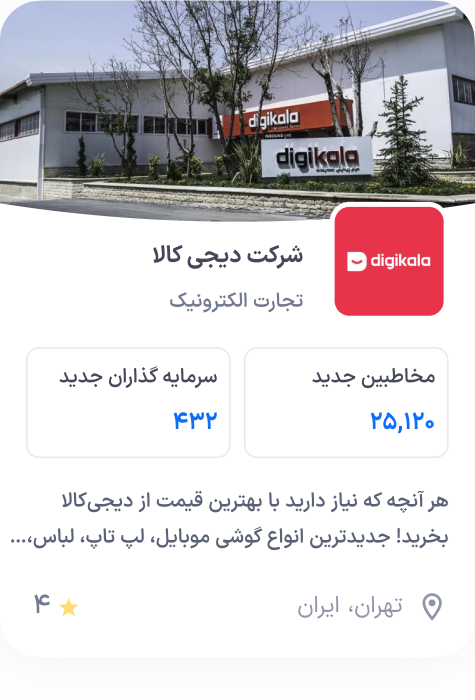 digikala
digikala
digikala
شرکت دیجی کالا
تجارت الکترونیک
مخاطبین جدید
۲۵,۱۲۰
سرمایه گذاران جدید
۴۳۲
هر آنچه که نیاز دارید با بهترین قیمت از دیجی‌کالا
بخرید! جدیدترین انواع گوشی موبایل، لپ تاپ، لباس،...
تهران، ایران
۴